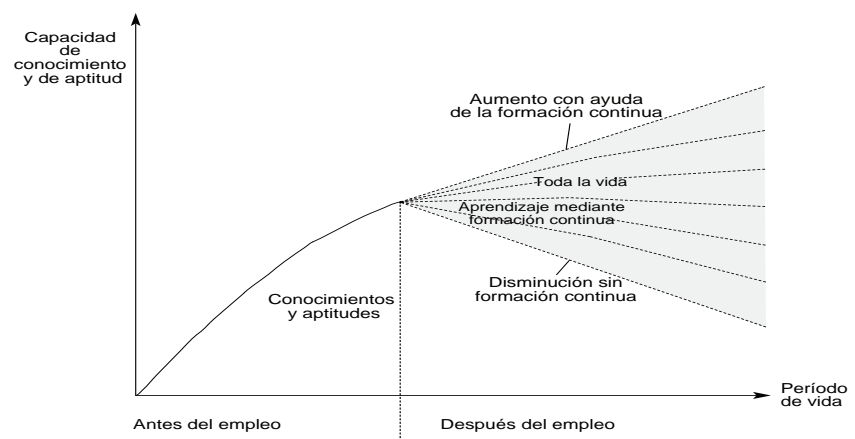 Capacidad
de
conocimiento
y de aptitud
Aumento con ayuda
de la formación continua
Toda la vida
Aprendizaje mediante
formación continua
Disminución sin
formación continua
Conocimientos
y aptitudes
Período
de vida
Antes del empleo
Después del empleo